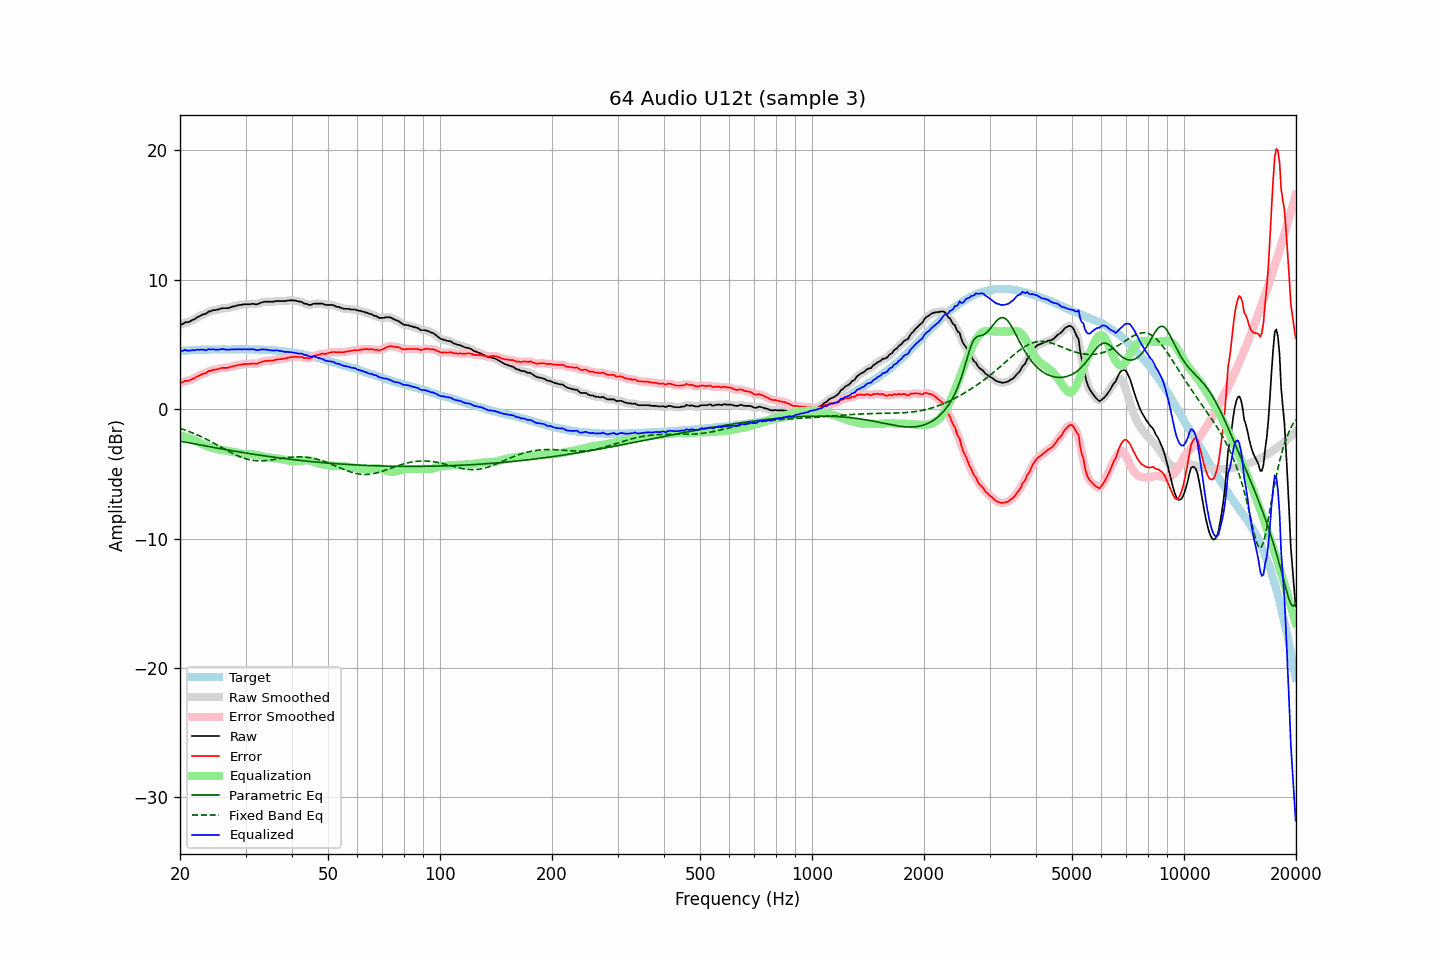 64 Audio U12t (sample 3)
20
10
0
−10
−20
−30
Amplitude (dBr)
Target
Raw Smoothed
Error Smoothed
Raw
Error
Equalization
Parametric Eq
Fixed Band Eq
Equalized
20 50 100 200 500 1000 2000 5000 10000 20000
Frequency (Hz)